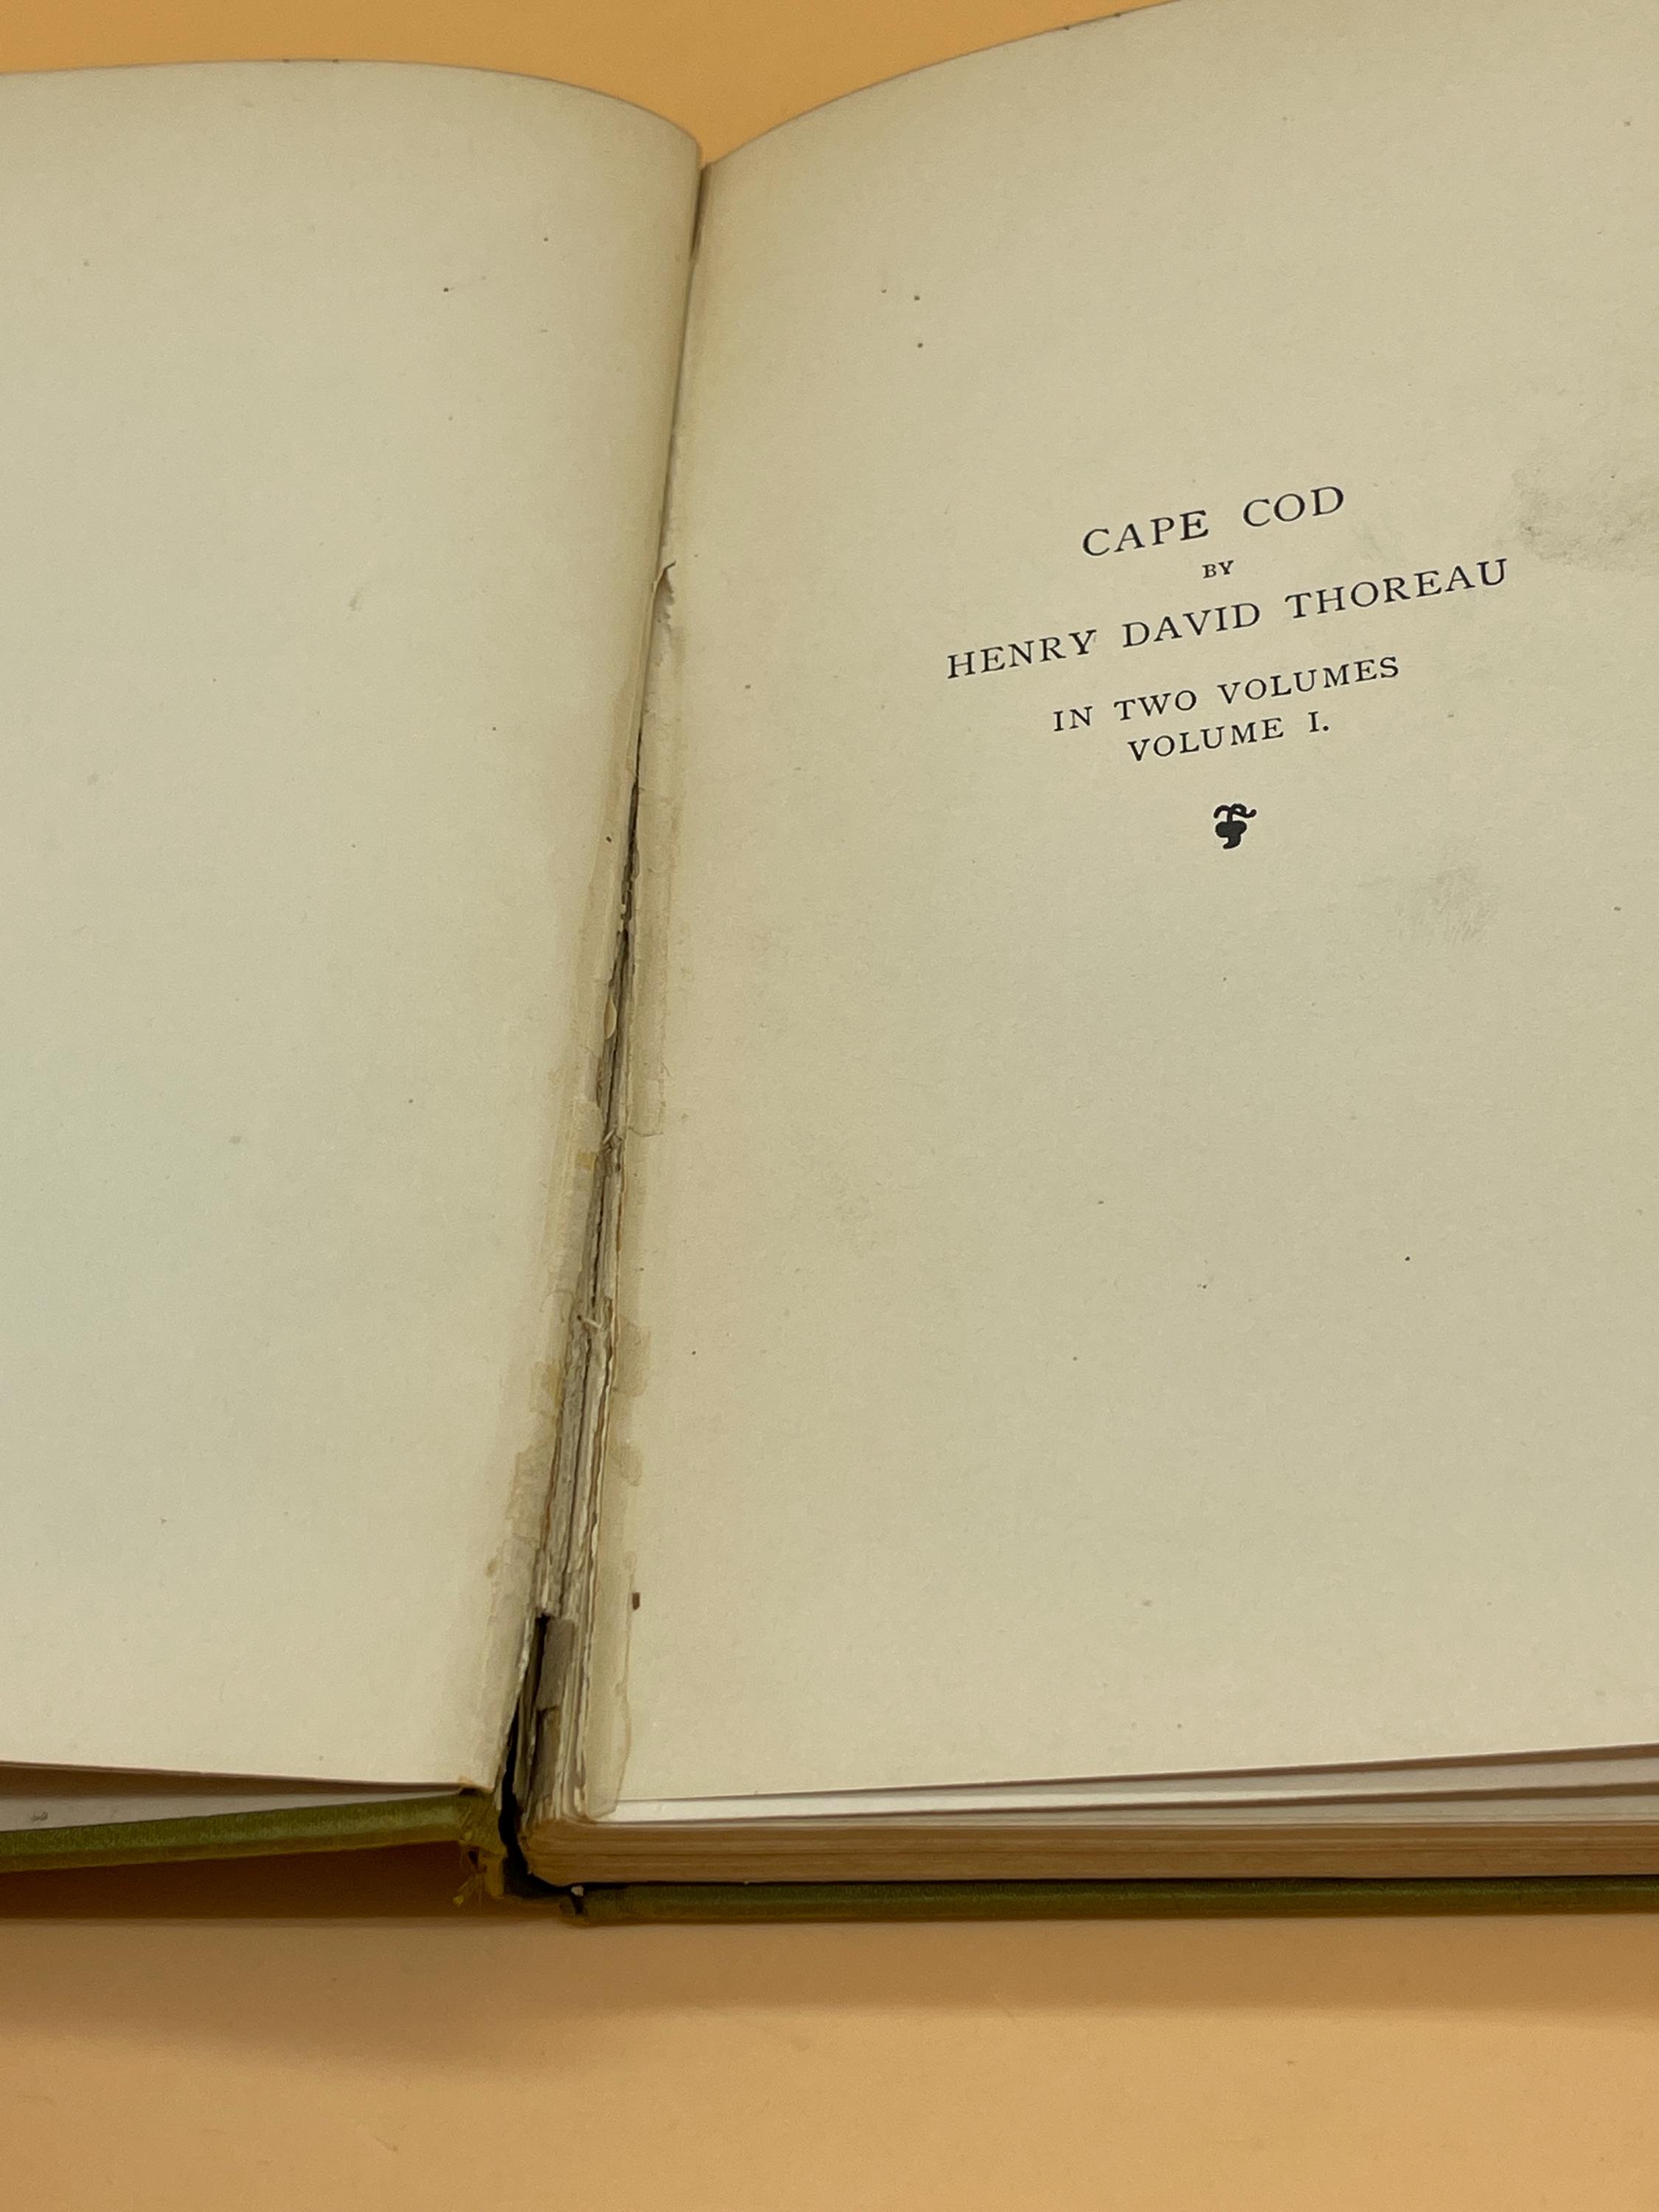 CAPE COD
BY
HENRY DAVID THOREAU
IN TWO VOLUMES
VOLUME I.